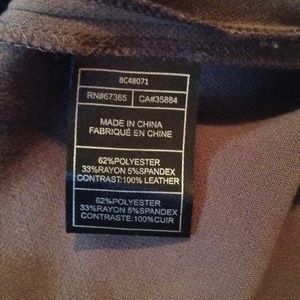 BC48071
RN#67365 CA#35884
MADE IN CHINA
FABRIQUÉ EN CHINE
62%POLYESTER
33%RAYON 5%SPANDEX
CONTRAST:100% LEATHER
62%POLYESTER
33%RAYON 5%SPANDEX
CONTRASTE:100%CUIR